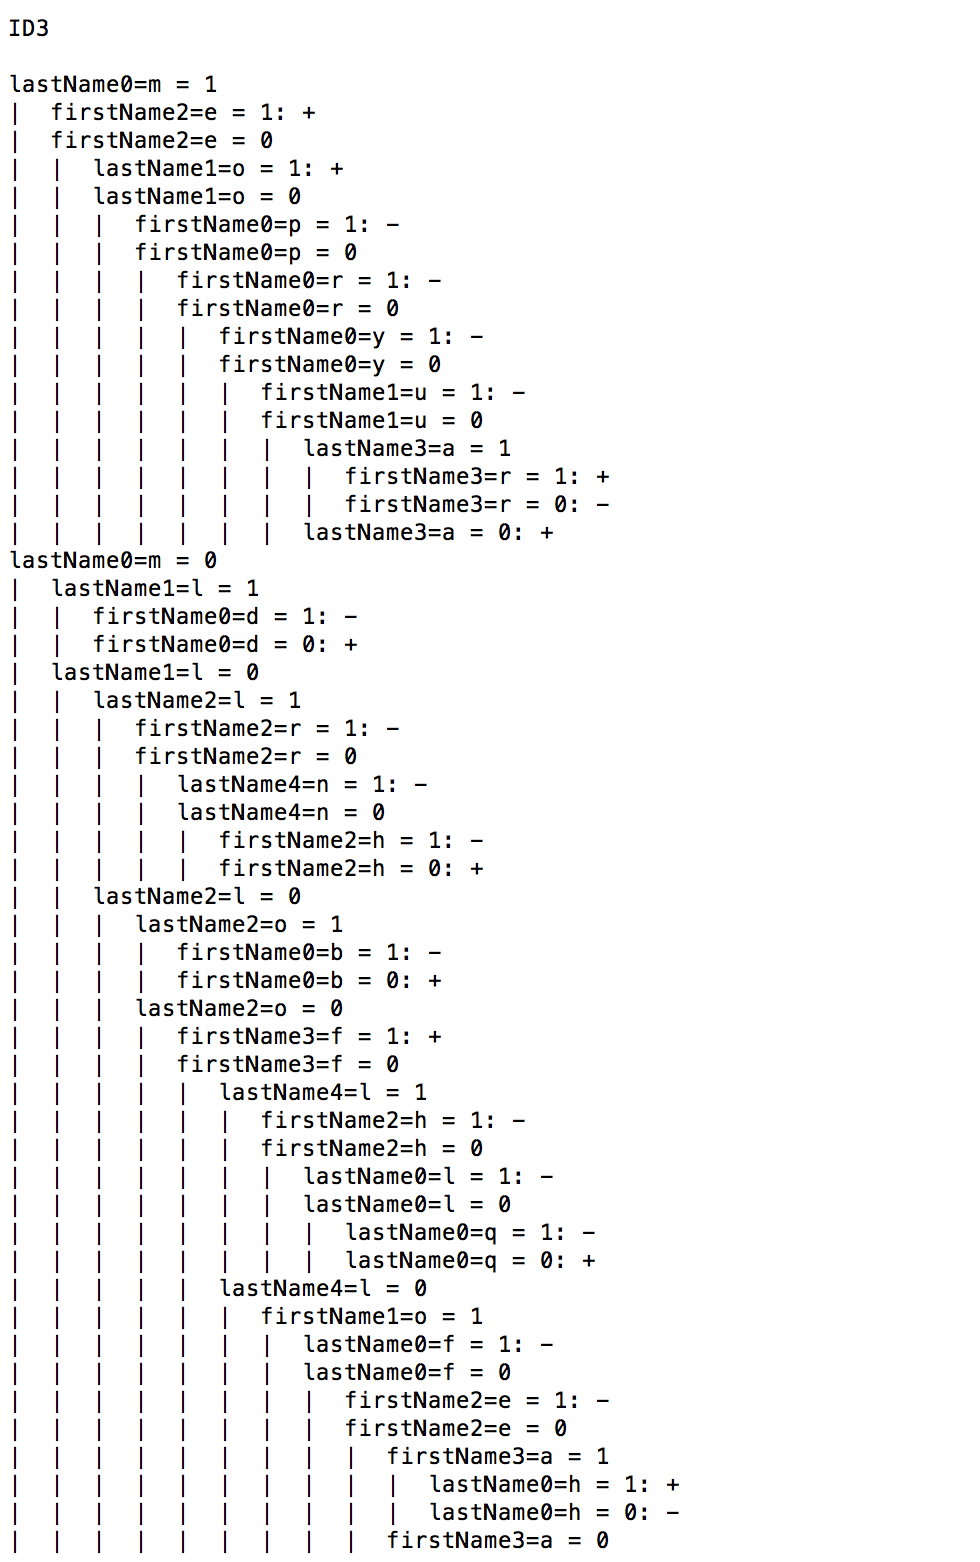 ID3
lastName0=m = 1
|  firstName2=e = 1: +
|  firstName2=e = 0
|  |  lastName1=o = 1: +
|  |  lastName1=o = 0
|  |  |  firstName0=p = 1: -
|  |  |  firstName0=p = 0
|  |  |  |  firstName0=r = 1: -
|  |  |  |  firstName0=r = 0
|  |  |  |  |  firstName0=y = 1: -
|  |  |  |  |  firstName0=y = 0
|  |  |  |  |  |  firstName1=u = 1: -
|  |  |  |  |  |  firstName1=u = 0
|  |  |  |  |  |  |  lastName3=a = 1
|  |  |  |  |  |  |  |  firstName3=r = 1: +
|  |  |  |  |  |  |  |  firstName3=r = 0: -
|  |  |  |  |  |  |  lastName3=a = 0: +
lastName0=m = 0
|  lastName1=l = 1
|  |  firstName0=d = 1: -
|  |  firstName0=d = 0: +
|  lastName1=l = 0
|  |  lastName2=l = 1
|  |  |  firstName2=r = 1: -
|  |  |  firstName2=r = 0
|  |  |  |  lastName4=n = 1: -
|  |  |  |  lastName4=n = 0
|  |  |  |  |  firstName2=h = 1: -
|  |  |  |  |  firstName2=h = 0: +
|  |  lastName2=l = 0
|  |  |  lastName2=o = 1
|  |  |  |  firstName0=b = 1: -
|  |  |  |  firstName0=b = 0: +
|  |  |  lastName2=o = 0
|  |  |  |  firstName3=f = 1: +
|  |  |  |  firstName3=f = 0
|  |  |  |  |  lastName4=l = 1
|  |  |  |  |  |  firstName2=h = 1: -
|  |  |  |  |  |  firstName2=h = 0
|  |  |  |  |  |  |  lastName0=l = 1: -
|  |  |  |  |  |  |  lastName0=l = 0
|  |  |  |  |  |  |  |  lastName0=q = 1: -
|  |  |  |  |  |  |  |  lastName0=q = 0: +
|  |  |  |  |  lastName4=l = 0
|  |  |  |  |  |  firstName1=o = 1
|  |  |  |  |  |  |  lastName0=f = 1: -
|  |  |  |  |  |  |  lastName0=f = 0
|  |  |  |  |  |  |  |  firstName2=e = 1: -
|  |  |  |  |  |  |  |  firstName2=e = 0
|  |  |  |  |  |  |  |  |  firstName3=a = 1
|  |  |  |  |  |  |  |  |  |  lastName0=h = 1: +
|  |  |  |  |  |  |  |  |  |  lastName0=h = 0: -
|  |  |  |  |  |  |  |  |  firstName3=a = 0